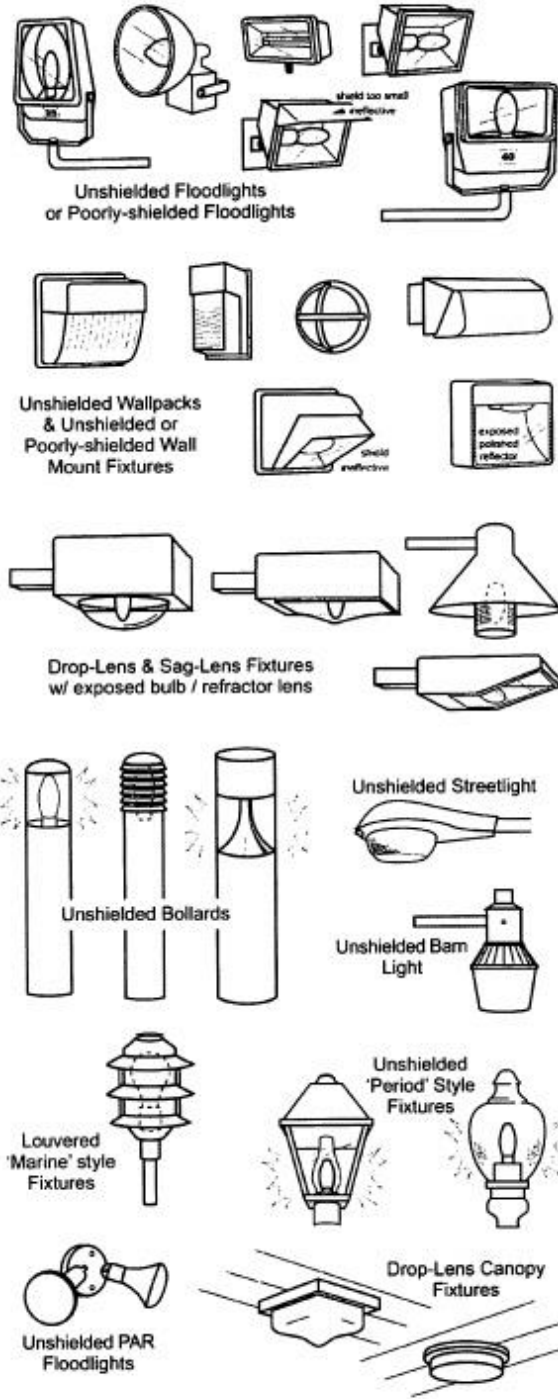 shield too small
ineffective
40
Unshielded Floodlights
or Poorly-shielded Floodlights
Unshielded Wallpacks
& Unshielded or
Poorly-shielded Wall
Mount Fixtures
shield
ineffective
exposed
polished
reflector
Drop-Lens & Sag-Lens Fixtures
w/ exposed bulb / refractor lens
Unshielded Streetlight
Unshielded Bollards
Unshielded Barn
Light
Unshielded
'Period' Style
Fixtures
Louvered
'Marine' style
Fixtures
Drop-Lens Canopy
Fixtures
Unshielded PAR
Floodlights